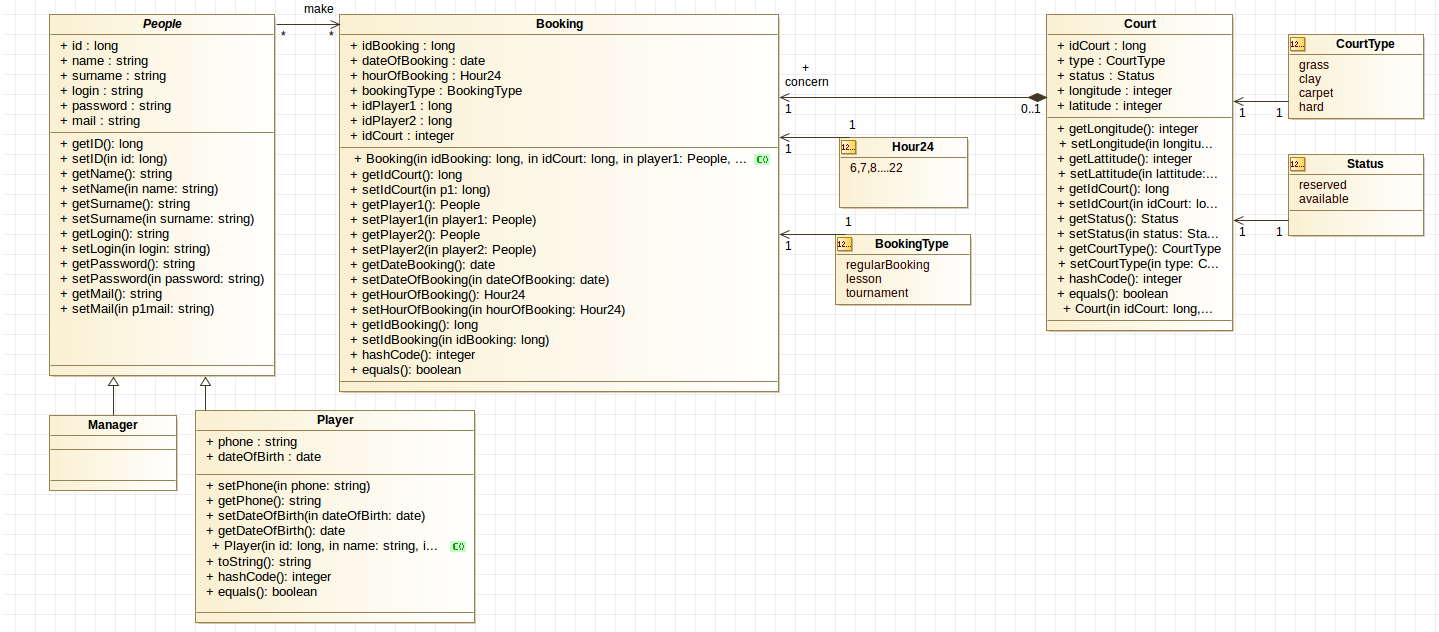 make
People
*
*
+ id : long
+ name : string
+ surname : string
+ login : string
+ password : string
+ mail : string
+ getID(): long
+ setID(in id: long)
+ getName(): string
+ setName(in name: string)
+ getSurname(): string
+ setSurname(in surname: string)
+ getLogin(): string
+ setLogin(in login: string)
+ getPassword(): string
+ setPassword(in password: string)
+ getMail(): string
+ setMail(in p1mail: string)
Booking
+ idBooking : long
+ dateOfBooking : date
+ hourOfBooking : Hour24
+ bookingType : BookingType
+ idPlayer1 : long
+ idPlayer2 : long
+ idCourt : integer
+ Booking(in idBooking: long, in idCourt: long, in player1: People, ... C()
+ getIdCourt(): long
+ setIdCourt(in p1: long)
+ getPlayer1(): People
+ setPlayer1(in player1: People)
+ getPlayer2(): People
+ setPlayer2(in player2: People)
+ getDateBooking(): date
+ setDateOfBooking(in dateOfBooking: date)
+ getHourOfBooking(): Hour24
+ setHourOfBooking(in hourOfBooking: Hour24)
+ getIdBooking(): long
+ setIdBooking(in idBooking: long)
+ hashCode(): integer
+ equals(): boolean
+
concern
1
0..1
1
1
12... Hour24
6,7,8....22
1
1
12... BookingType
regularBooking
lesson
tournament
Court
+ idCourt : long
+ type : CourtType
+ status : Status
+ longitude : integer
+ latitude : integer
+ getLongitude(): integer
+ setLongitude(in longitu...
+ getLattitude(): integer
+ setLattitude(in lattitude:...
+ getIdCourt(): long
+ setIdCourt(in idCourt: lo...
+ getStatus(): Status
+ setStatus(in status: Sta...
+ getCourtType(): CourtType
+ setCourtType(in type: C...
+ hashCode(): integer
+ equals(): boolean
+ Court(in idCourt: long,...
12... CourtType
grass
clay
carpet
hard
1
1
12... Status
reserved
available
1
1
Manager
Player
+ phone : string
+ dateOfBirth : date
+ setPhone(in phone: string)
+ getPhone(): string
+ setDateOfBirth(in dateOfBirth: date)
+ getDateOfBirth(): date
+ Player(in id: long, in name: string, i... C()
+ toString(): string
+ hashCode(): integer
+ equals(): boolean